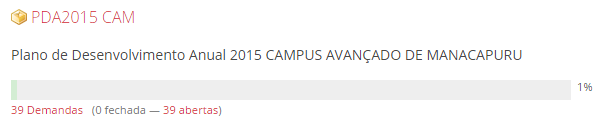 PDA2015 CAM
Plano de Desenvolvimento Anual 2015 CAMPUS AVANÇADO DE MANACAPURU
1%
39 Demandas (0 fechada — 39 abertas)